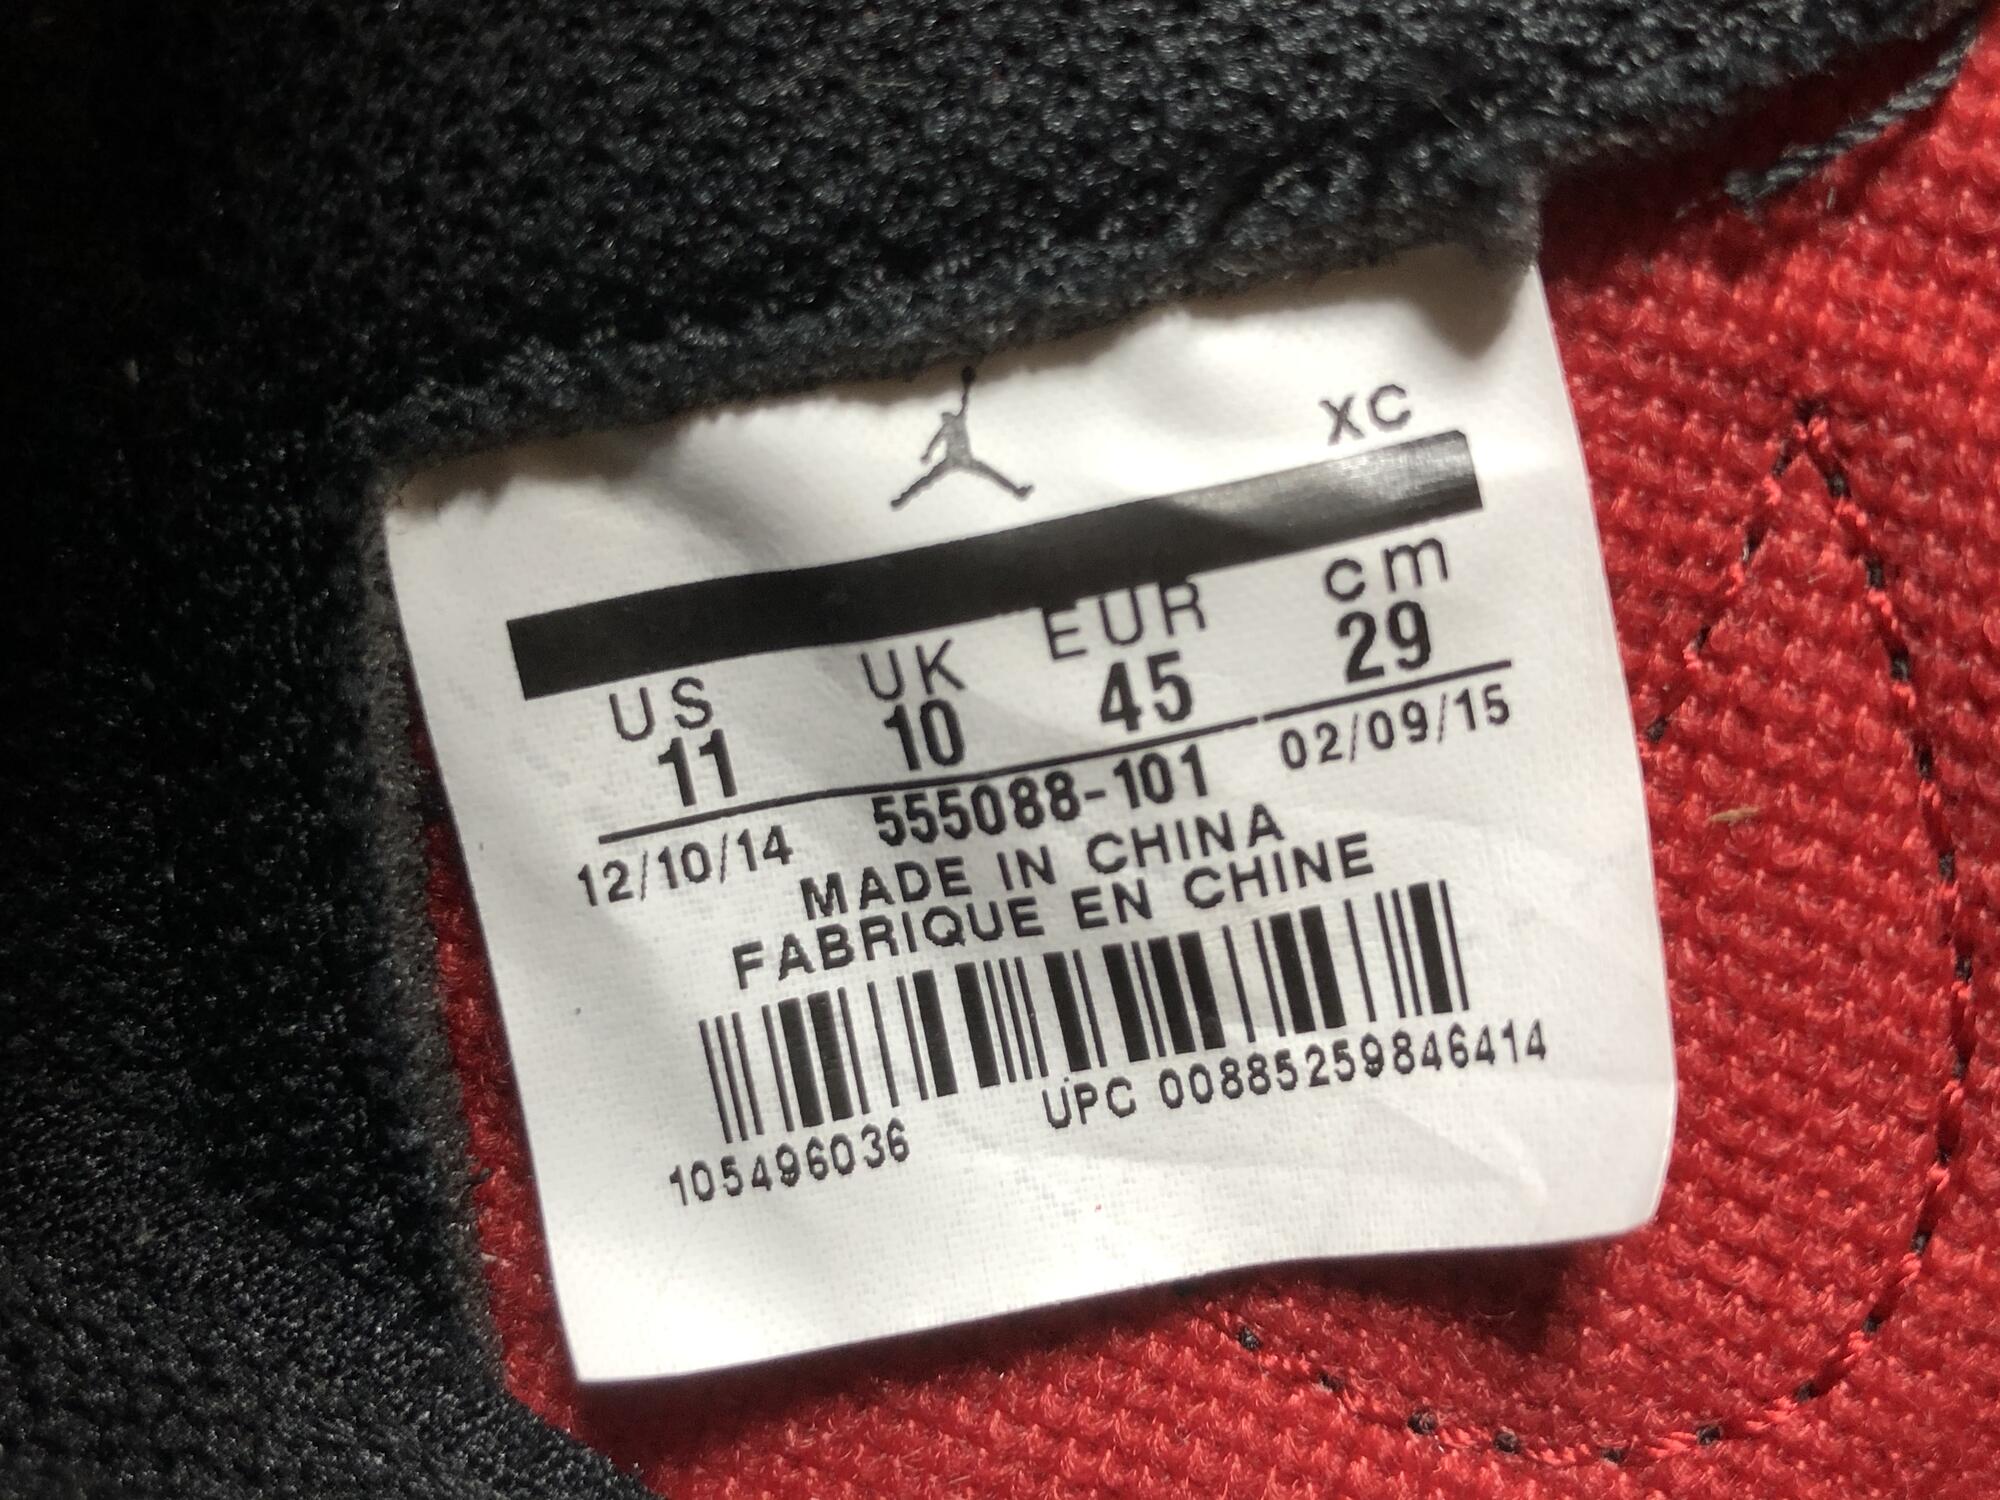 XC
US UK EUR cm
11 10 45 29
12/10/14 555088-101 02/09/15
MADE IN CHINA
FABRIQUE EN CHINE
105496036 UPC 00885259846414